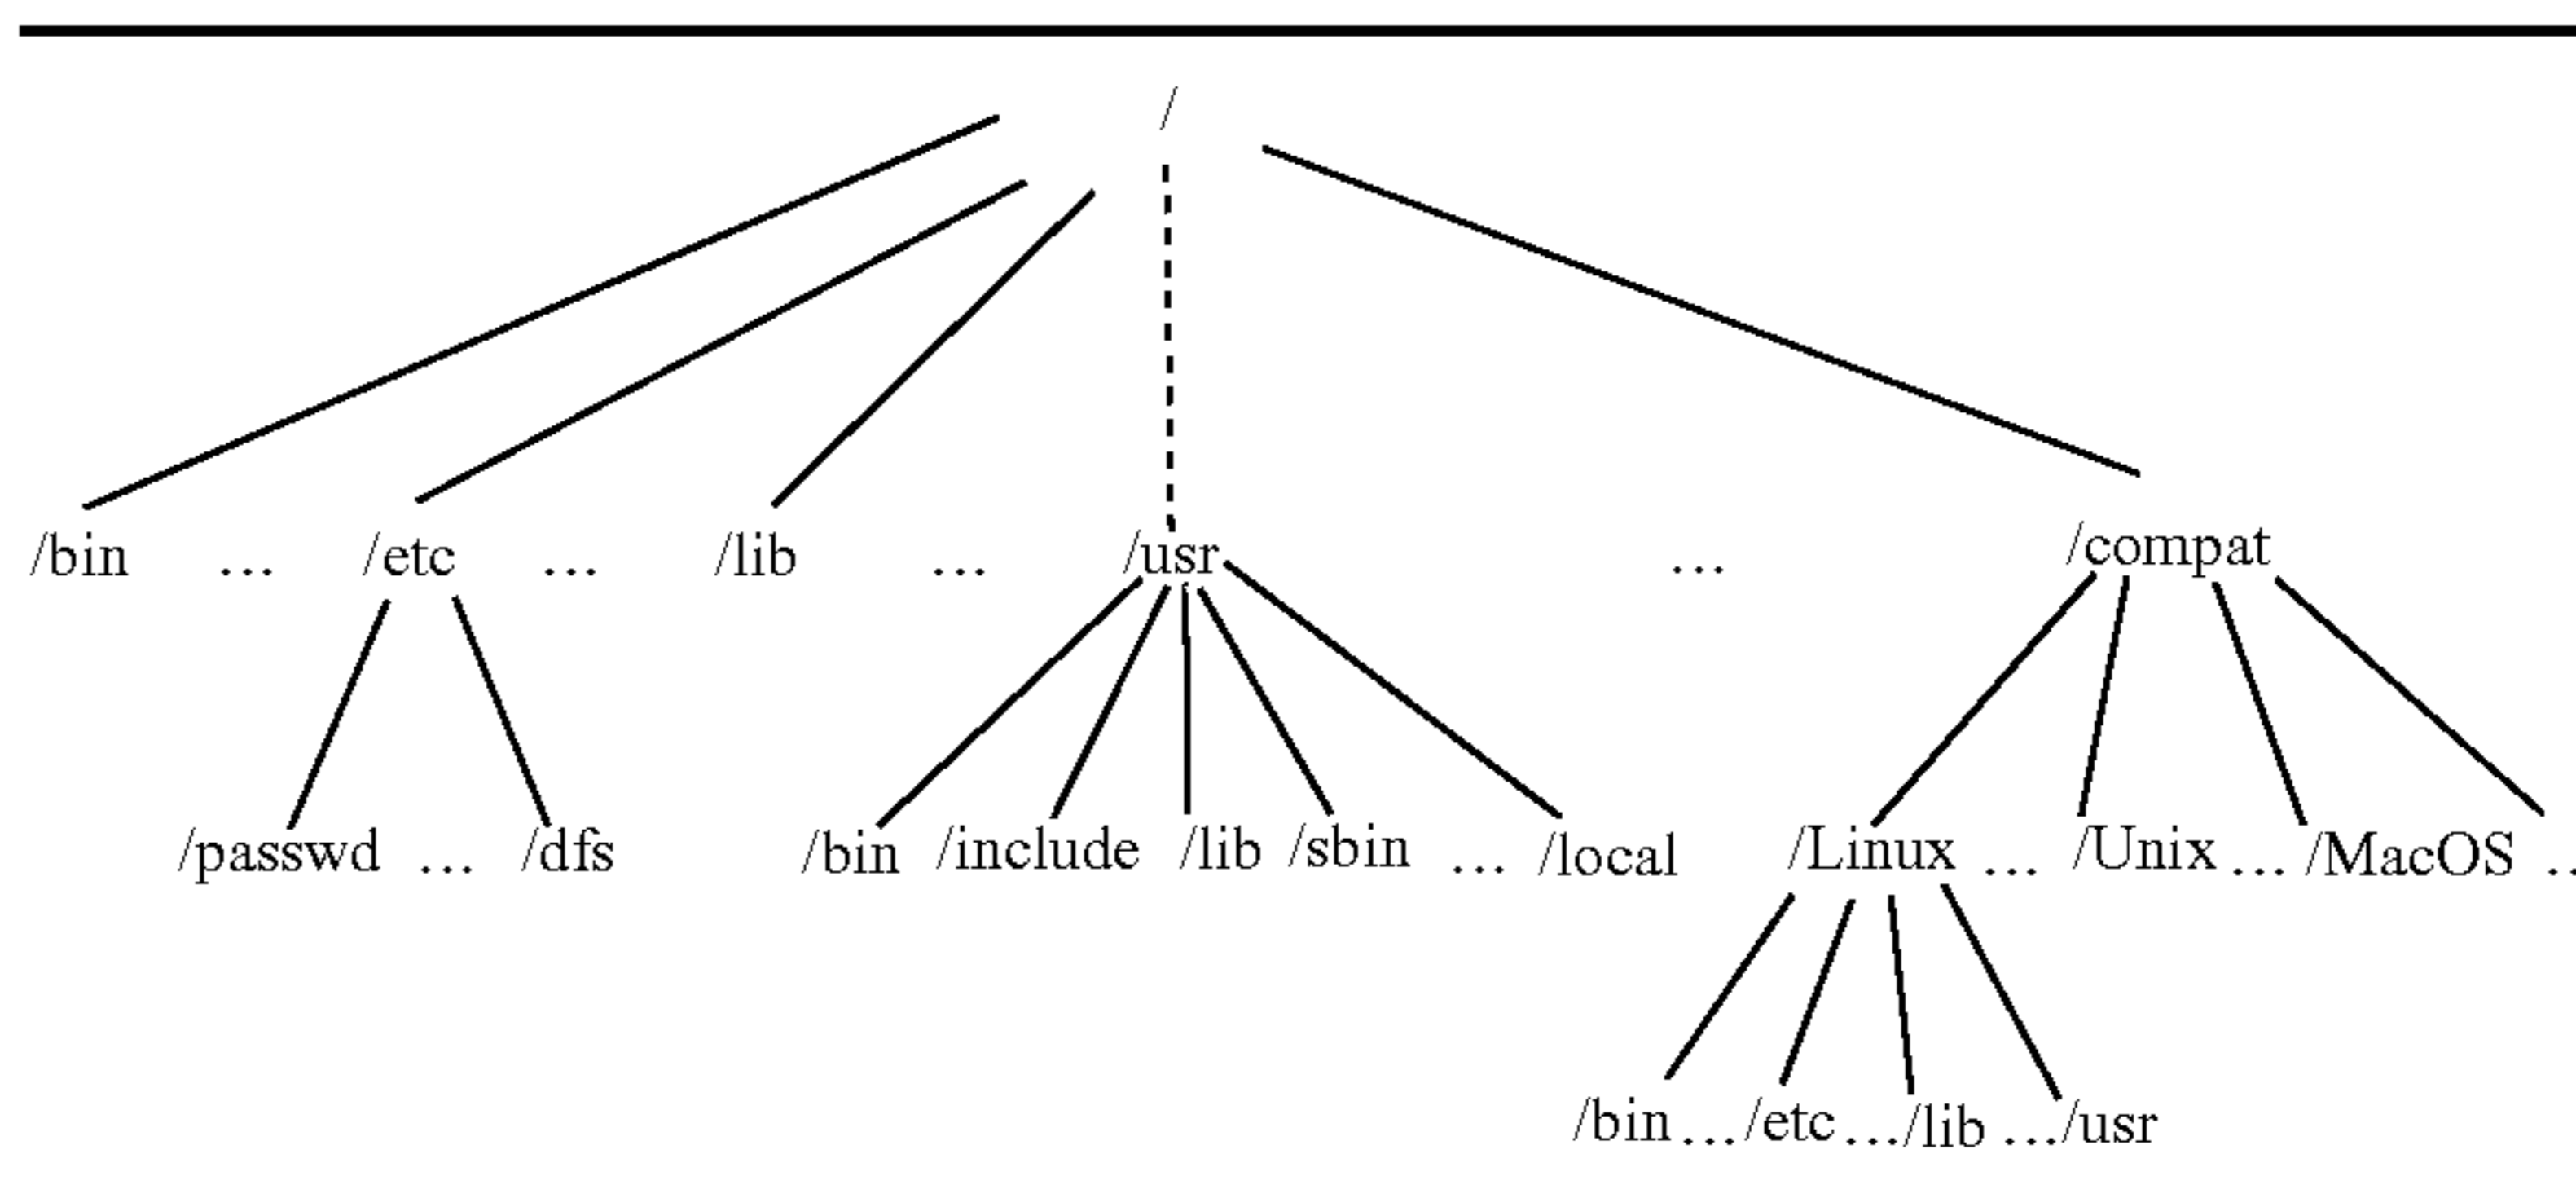 /
/bin ... /etc ... /lib ... /usr ... /compat
/passwd ... /dfs /bin /include /lib /sbin ... /local /Linux ... /Unix ... /MacOS ..
/bin ... /etc ... /lib ... /usr